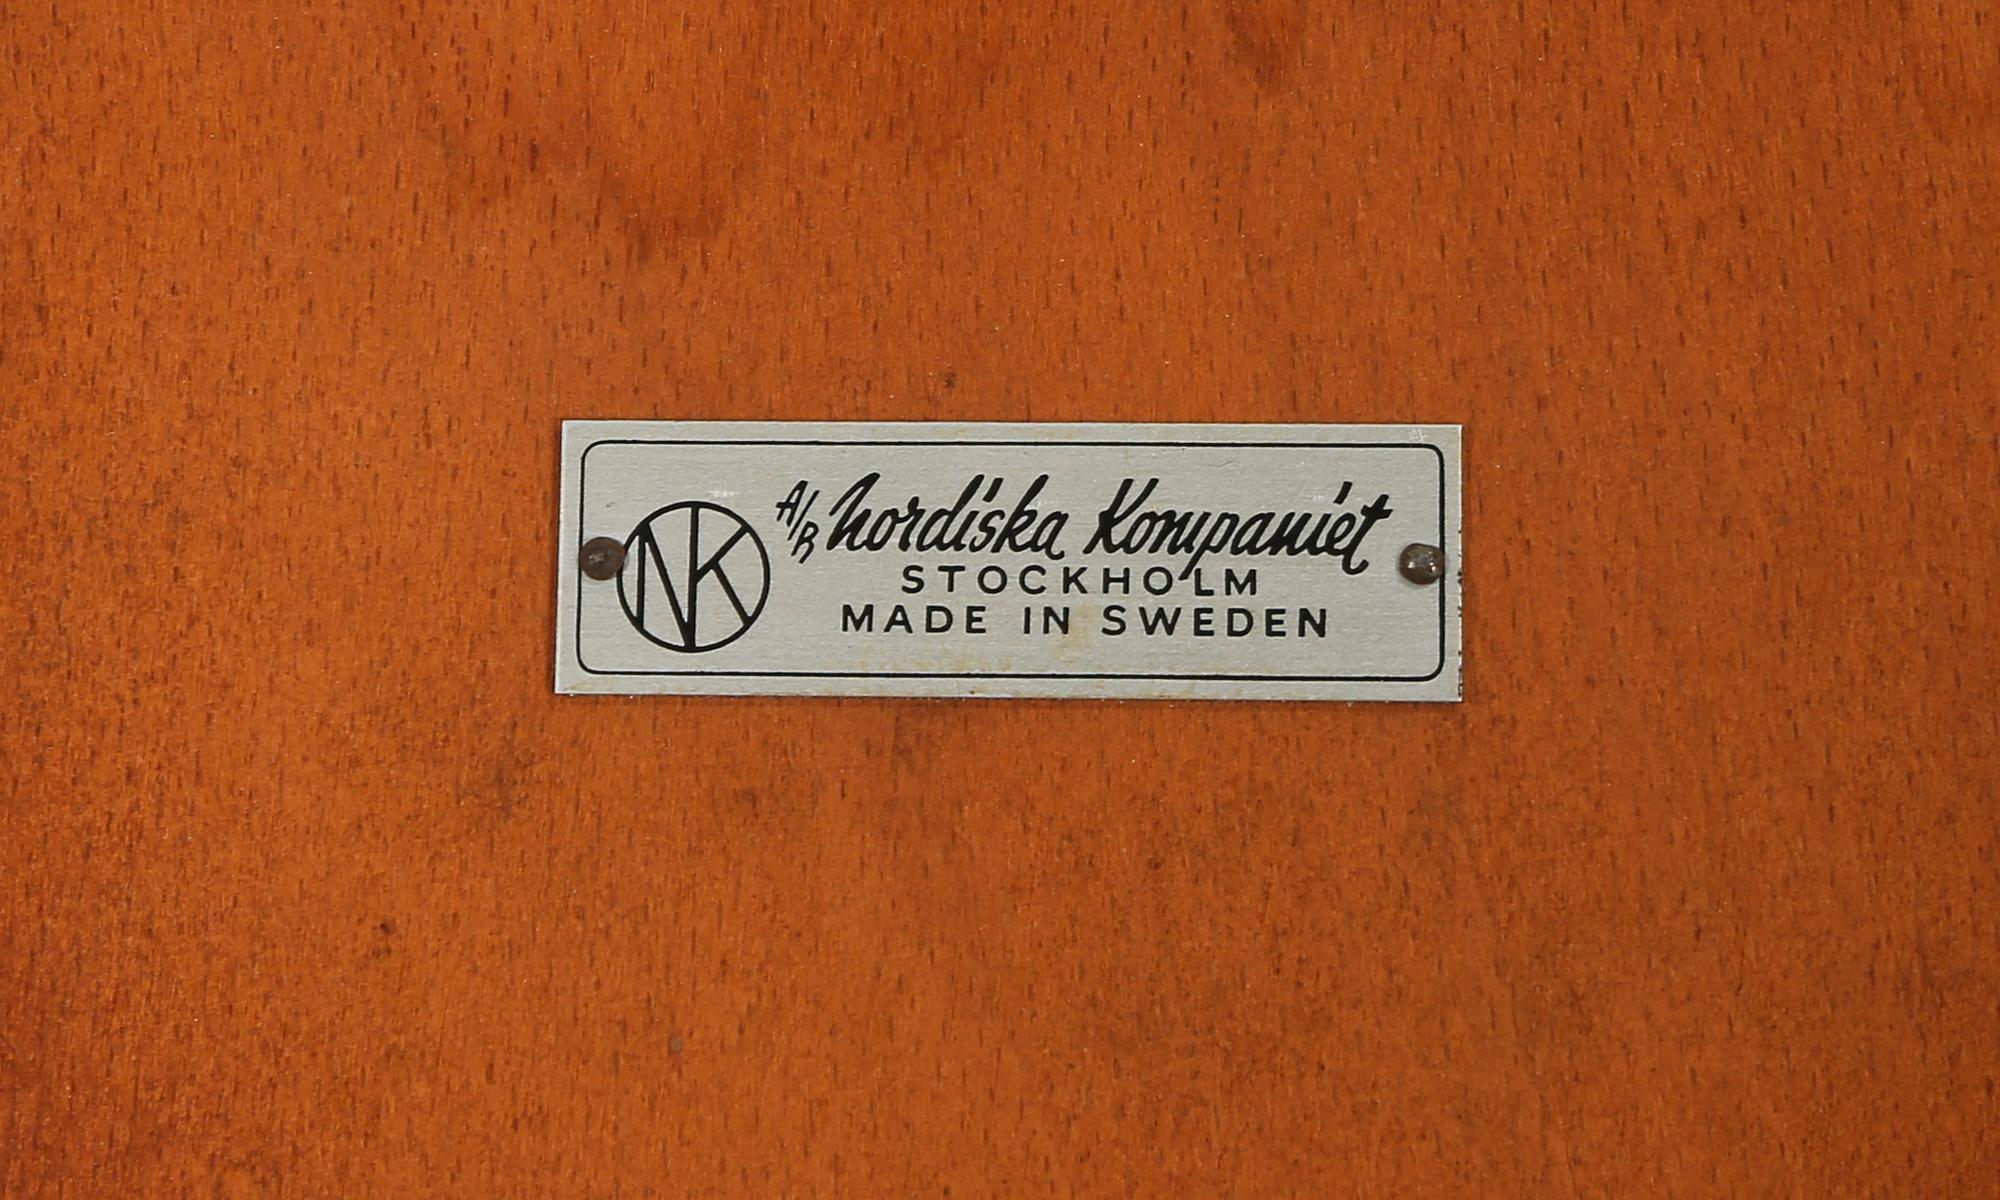 NK
A/B Nordiska Kompaniet
STOCKHOLM
MADE IN SWEDEN